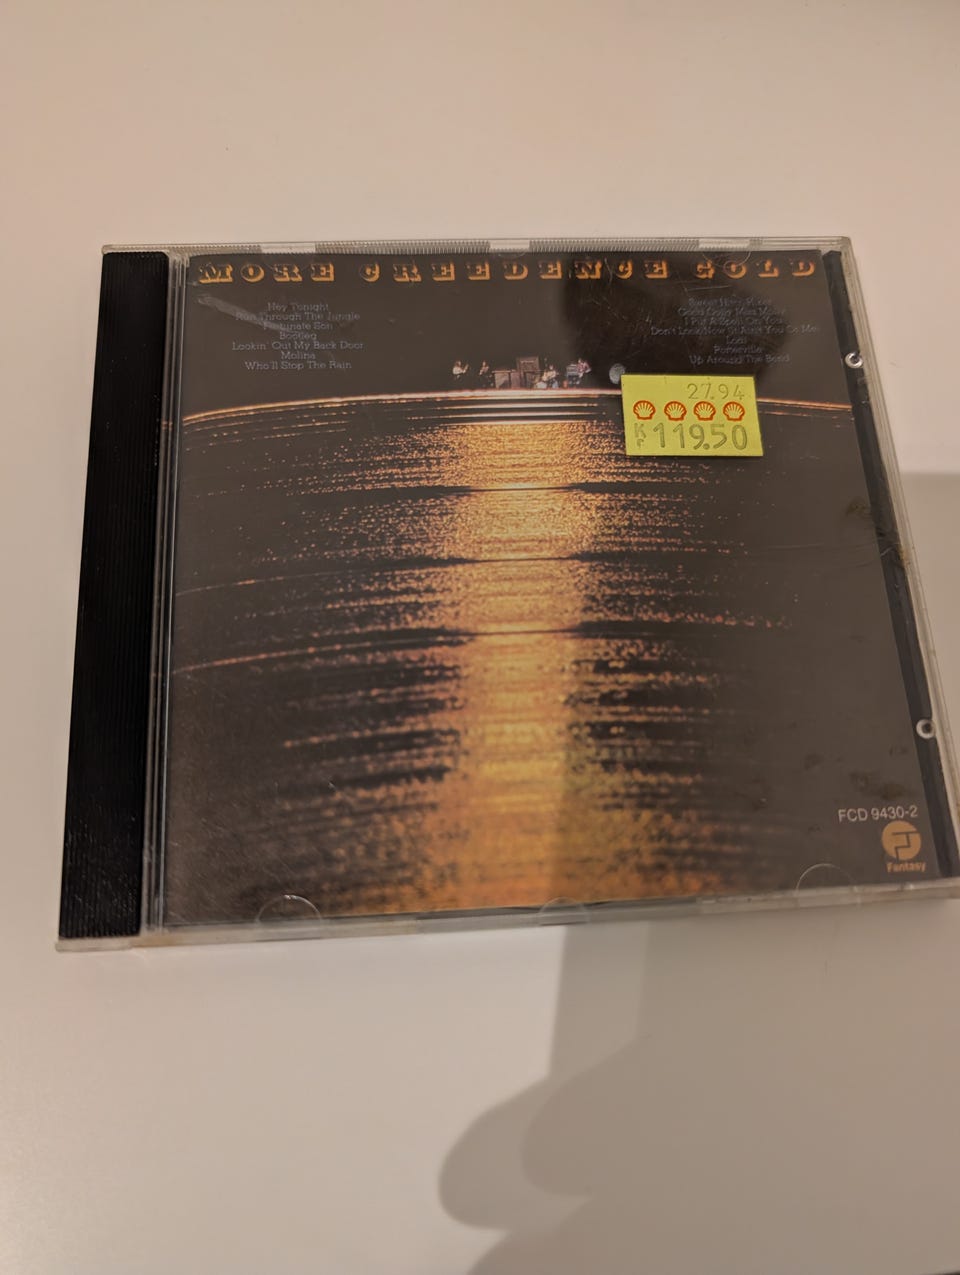 MORE CREEDENCE GOLD
Hey Tonight
Run Through The Jungle
Fortunate Son
Bootleg
Lookin' Out My Back Door
Molina
Who'll Stop The Rain
Sweet Hitch-Hiker
Good Golly Miss Molly
I Put A Spell On You
Don't Look Now (It Ain't You Or Me)
Lodi
Porterville
Up Around The Bend
27.94
KR 119.50
FCD 9430-2
Fantasy